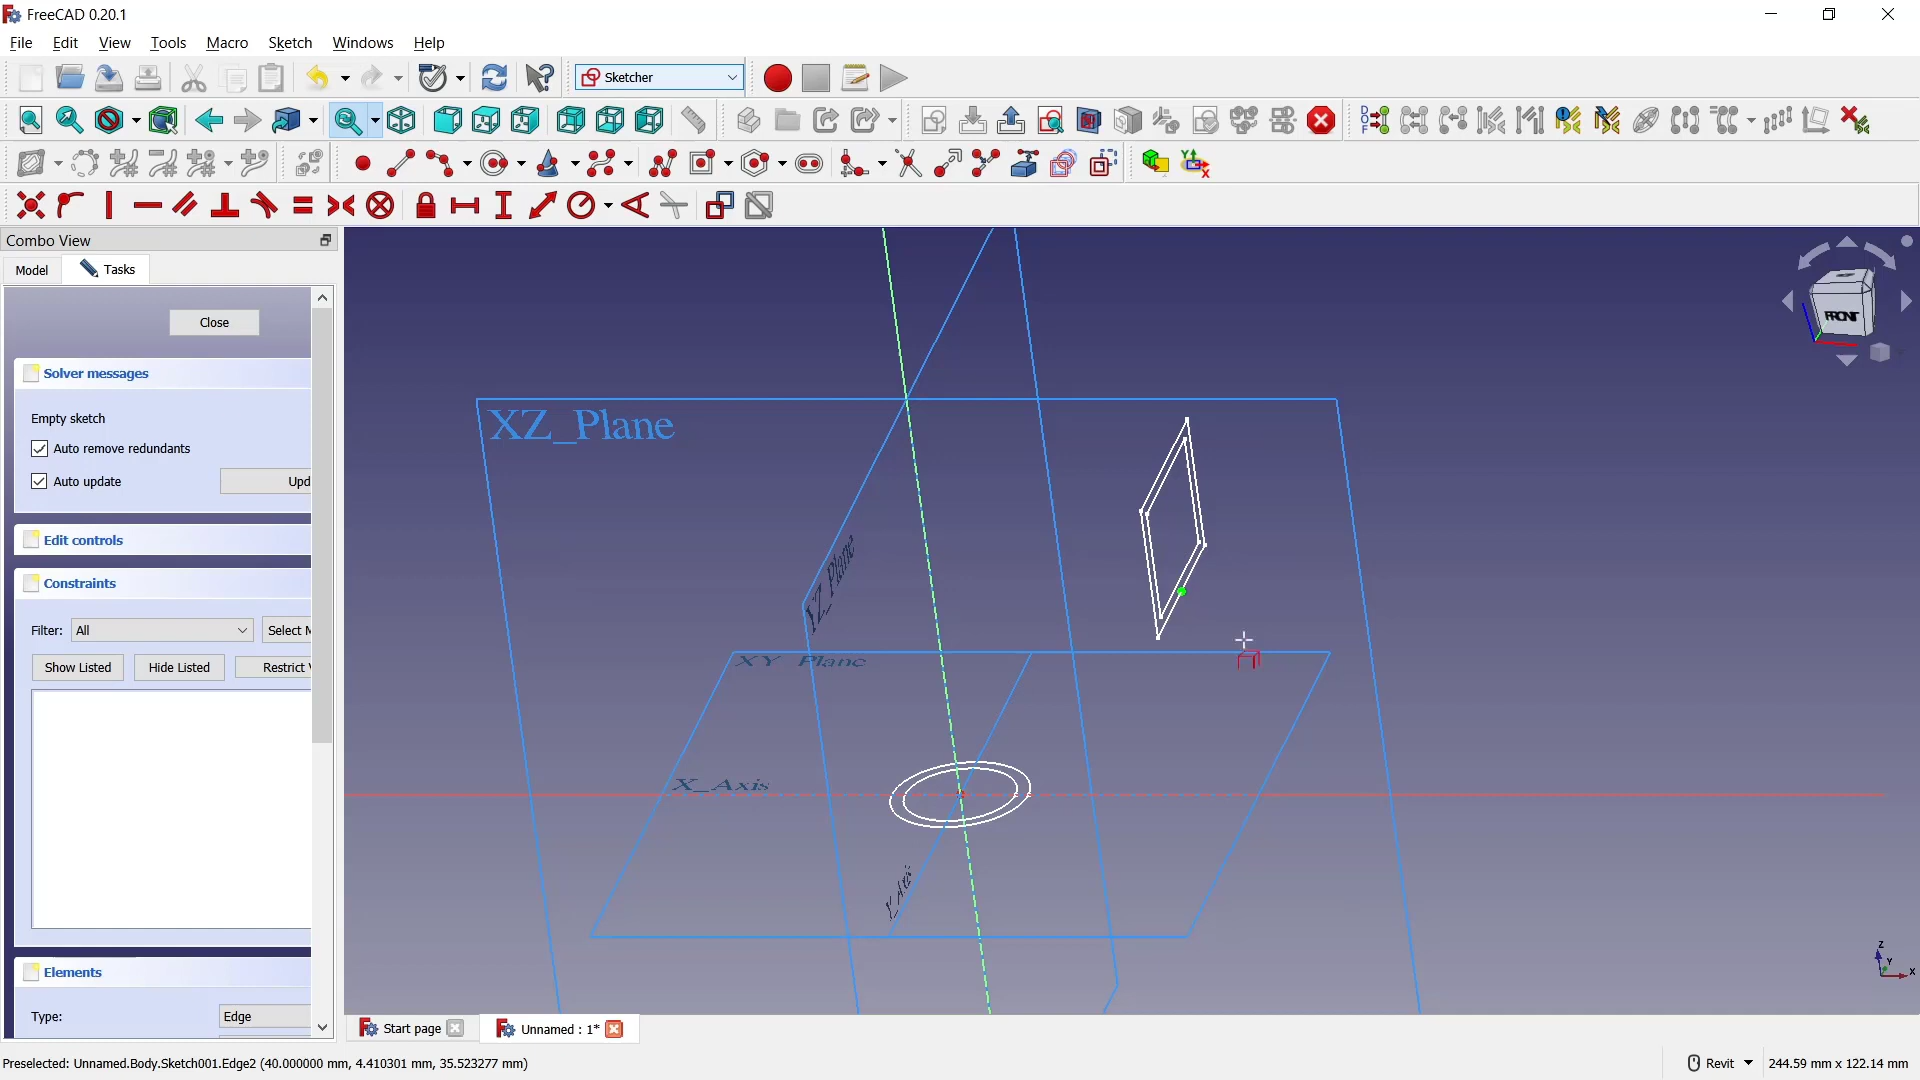 FreeCAD 0.20.1
File Edit View Tools Macro Sketch Windows Help
Sketcher
Combo View
Model Tasks
Close
Solver messages
Empty sketch
Auto remove redundants
Auto update Upd
Edit controls
Constraints
Filter: All Select M
Show Listed Hide Listed Restrict
Elements
Type: Edge
XZ_Plane
YZ_Plane
XY_Plane
X_Axis
Y_Axis
FRONT
Z
Y
X
Start page Unnamed : 1*
Preselected: Unnamed.Body.Sketch001.Edge2 (40.000000 mm, 4.410301 mm, 35.523277 mm)
Revit 244.59 mm x 122.14 mm